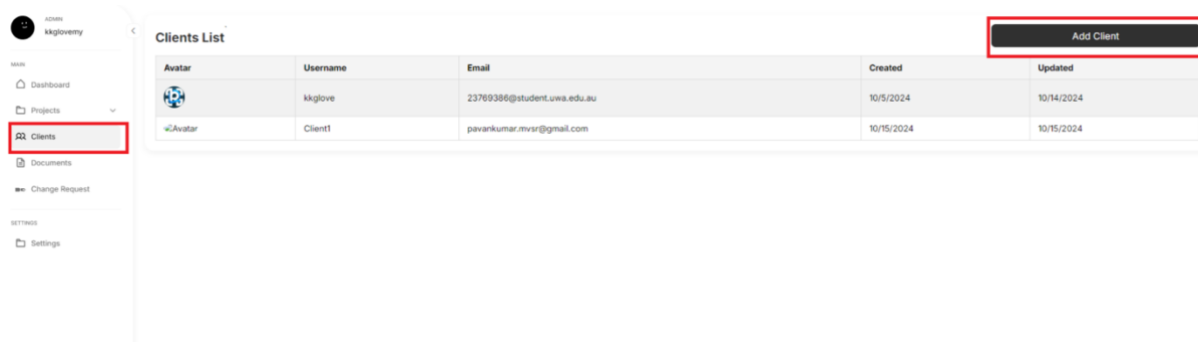 ADMIN
kkglovemy
MAIN
Dashboard
Projects
Clients
Documents
Change Request
SETTINGS
Settings
Clients List
Add Client
Avatar Username Email Created Updated
kkglove 23769386@student.uwa.edu.au 10/5/2024 10/14/2024
Avatar Client1 pavankumar.mvsr@gmail.com 10/15/2024 10/15/2024